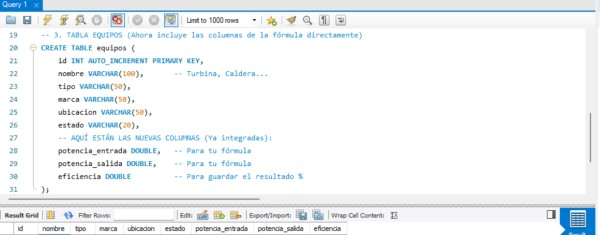 Query 1
Limit to 1000 rows
19 -- 3. TABLA EQUIPOS (Ahora incluye las columnas de la fórmula directamente)
20 CREATE TABLE equipos (
21 id INT AUTO_INCREMENT PRIMARY KEY,
22 nombre VARCHAR(100), -- Turbina, Caldera...
23 tipo VARCHAR(50),
24 marca VARCHAR(50),
25 ubicacion VARCHAR(50),
26 estado VARCHAR(20),
27 -- AQUÍ ESTÁN LAS NUEVAS COLUMNAS (Ya integradas):
28 potencia_entrada DOUBLE, -- Para tu fórmula
29 potencia_salida DOUBLE, -- Para tu fórmula
30 eficiencia DOUBLE -- Para guardar el resultado %
31 );
Result Grid Filter Rows: Edit: Export/Import: Wrap Cell Content:
id nombre tipo marca ubicacion estado potencia_entrada potencia_salida eficiencia